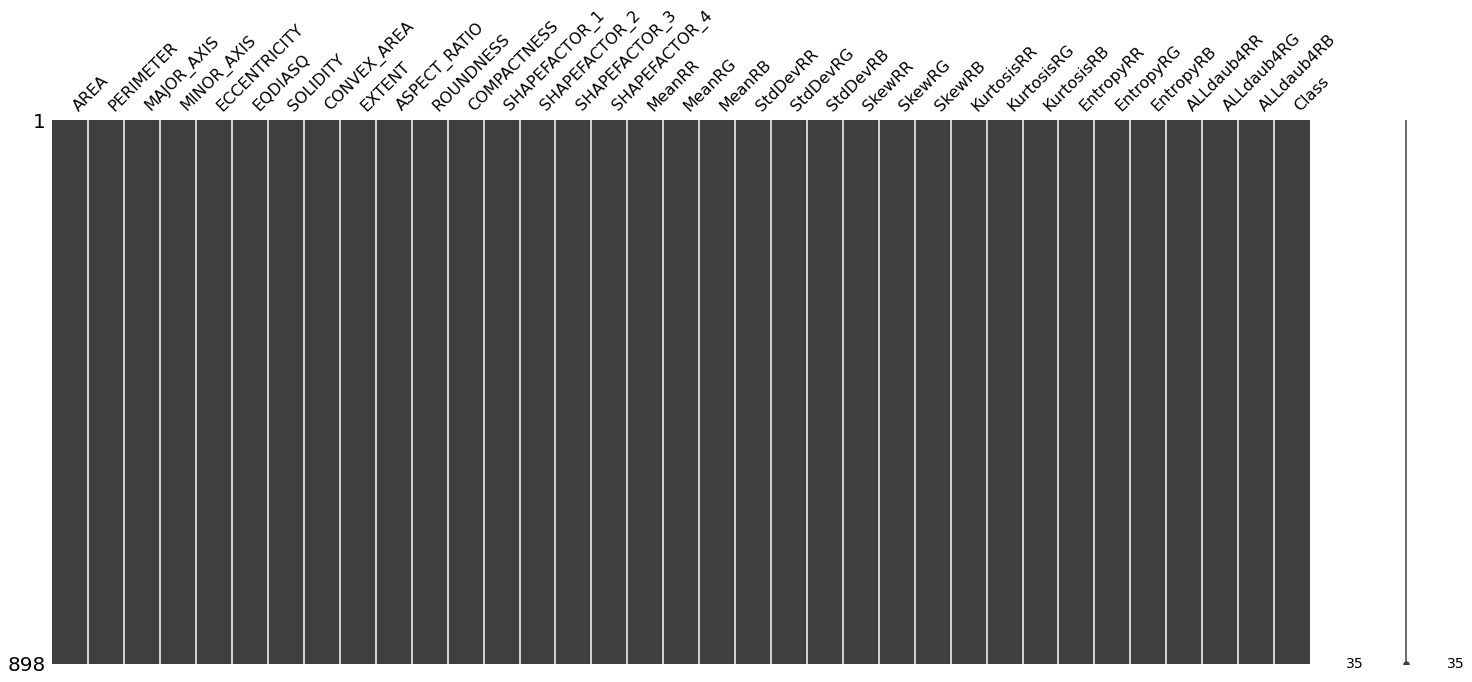 AREA
PERIMETER
MAJOR_AXIS
MINOR_AXIS
ECCENTRICITY
EQDIASQ
SOLIDITY
CONVEX_AREA
EXTENT
ASPECT_RATIO
ROUNDNESS
COMPACTNESS
SHAPEFACTOR_1
SHAPEFACTOR_2
SHAPEFACTOR_3
SHAPEFACTOR_4
MeanRR
MeanRG
MeanRB
StdDevRR
StdDevRG
StdDevRB
SkewRR
SkewRG
SkewRB
KurtosisRR
KurtosisRG
KurtosisRB
EntropyRR
EntropyRG
EntropyRB
ALLdaub4RR
ALLdaub4RG
ALLdaub4RB
Class
1
898
35
35